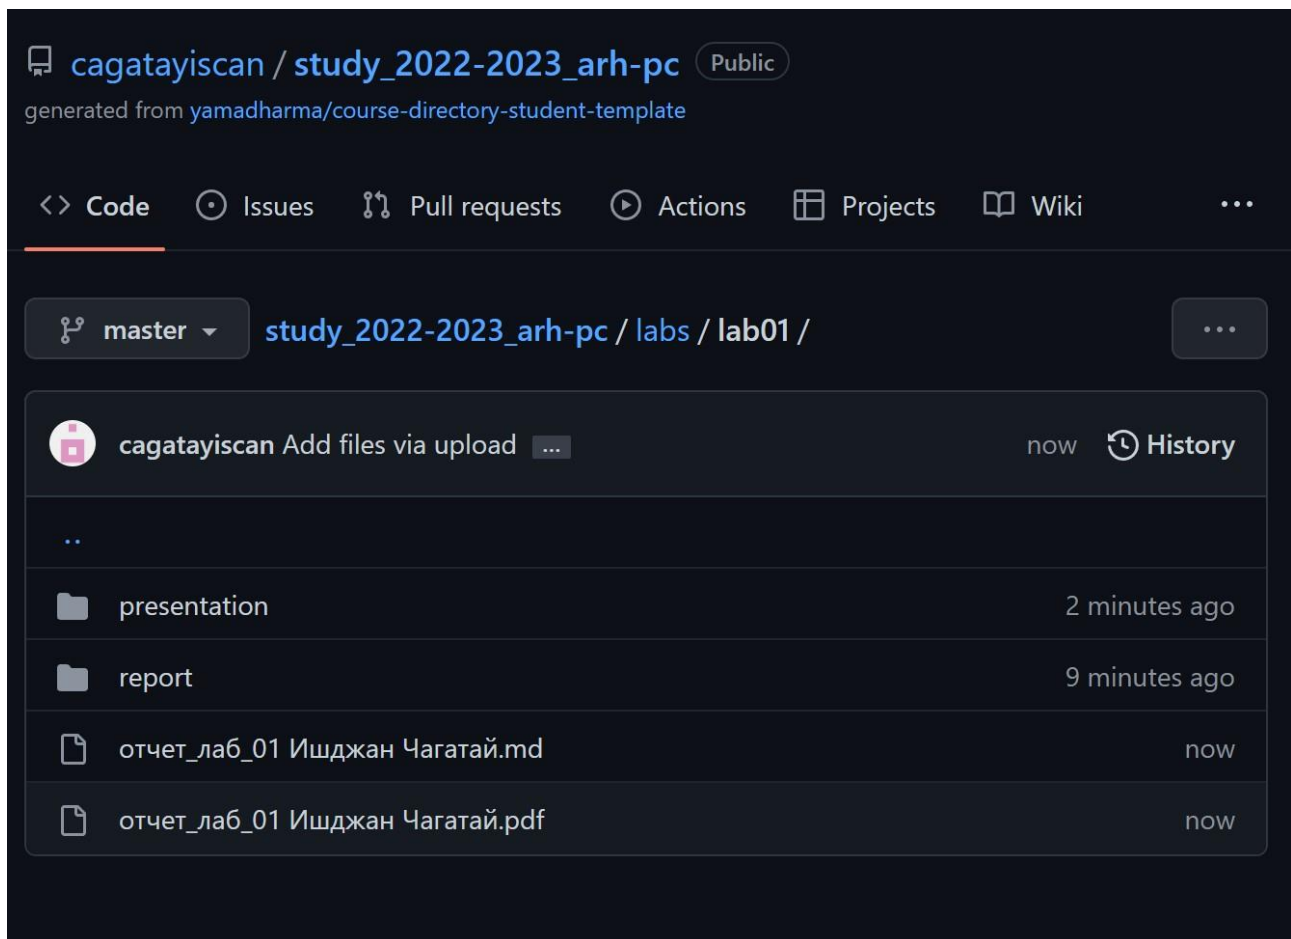 cagatayiscan / study_2022-2023_arh-pc Public
generated from yamadharma/course-directory-student-template
<> Code Issues Pull requests Actions Projects Wiki ...
master study_2022-2023_arh-pc / labs / lab01 / ...
cagatayiscan Add files via upload ... now History
..
presentation 2 minutes ago
report 9 minutes ago
отчет_лаб_01 Ишджан Чагатай.md now
отчет_лаб_01 Ишджан Чагатай.pdf now